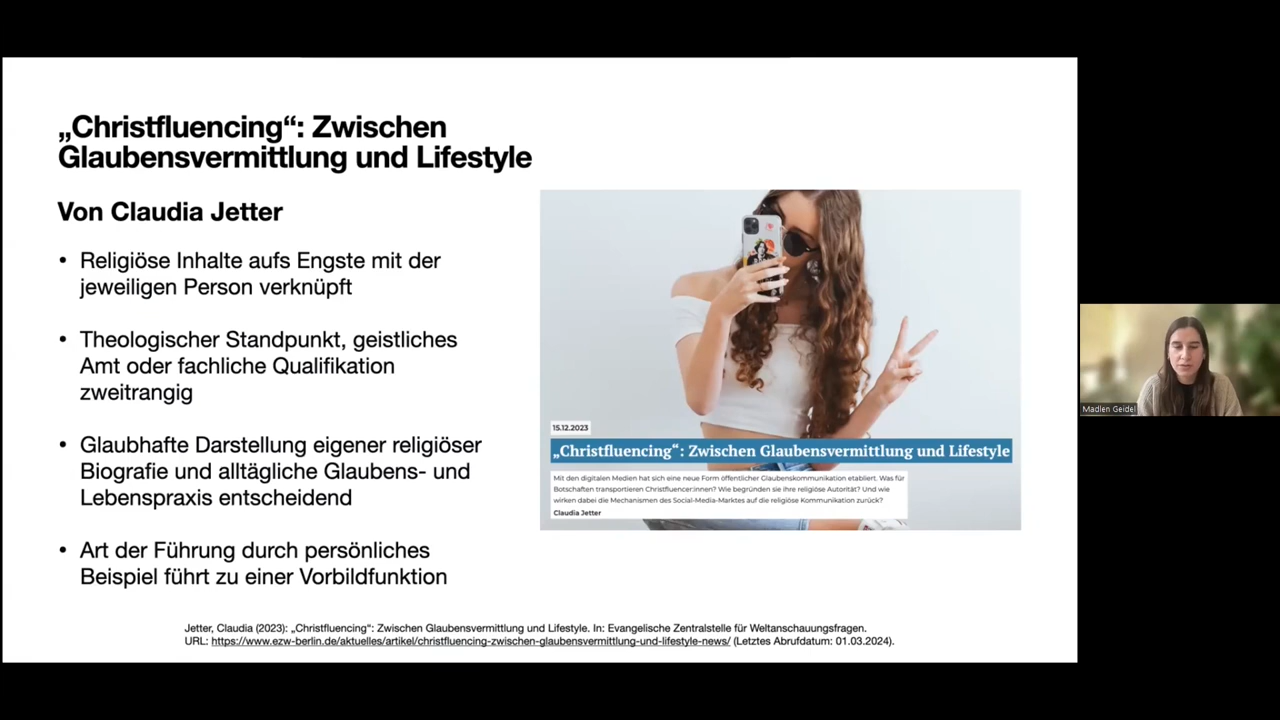 „Christfluencing“: Zwischen
Glaubensvermittlung und Lifestyle
Von Claudia Jetter
• Religiöse Inhalte aufs Engste mit der
jeweiligen Person verknüpft
• Theologischer Standpunkt, geistliches
Amt oder fachliche Qualifikation
zweitrangig
• Glaubhafte Darstellung eigener religiöser
Biografie und alltägliche Glaubens- und
Lebenspraxis entscheidend
• Art der Führung durch persönliches
Beispiel führt zu einer Vorbildfunktion
15.12.2023
„Christfluencing“: Zwischen Glaubensvermittlung und Lifestyle
Mit den digitalen Medien hat sich eine neue Form öffentlicher Glaubenskommunikation etabliert. Was für
Botschaften transportieren Christfluencer:innen? Wie begründen sie ihre religiöse Autorität? Und wie
wirken dabei die Mechanismen des Social-Media-Marktes auf die religiöse Kommunikation zurück?
Claudia Jetter
Jetter, Claudia (2023): „Christfluencing“: Zwischen Glaubensvermittlung und Lifestyle. In: Evangelische Zentralstelle für Weltanschauungsfragen.
URL: https://www.ezw-berlin.de/aktuelles/artikel/christfluencing-zwischen-glaubensvermittlung-und-lifestyle-news/ (Letztes Abrufdatum: 01.03.2024).
Madlen Geidel